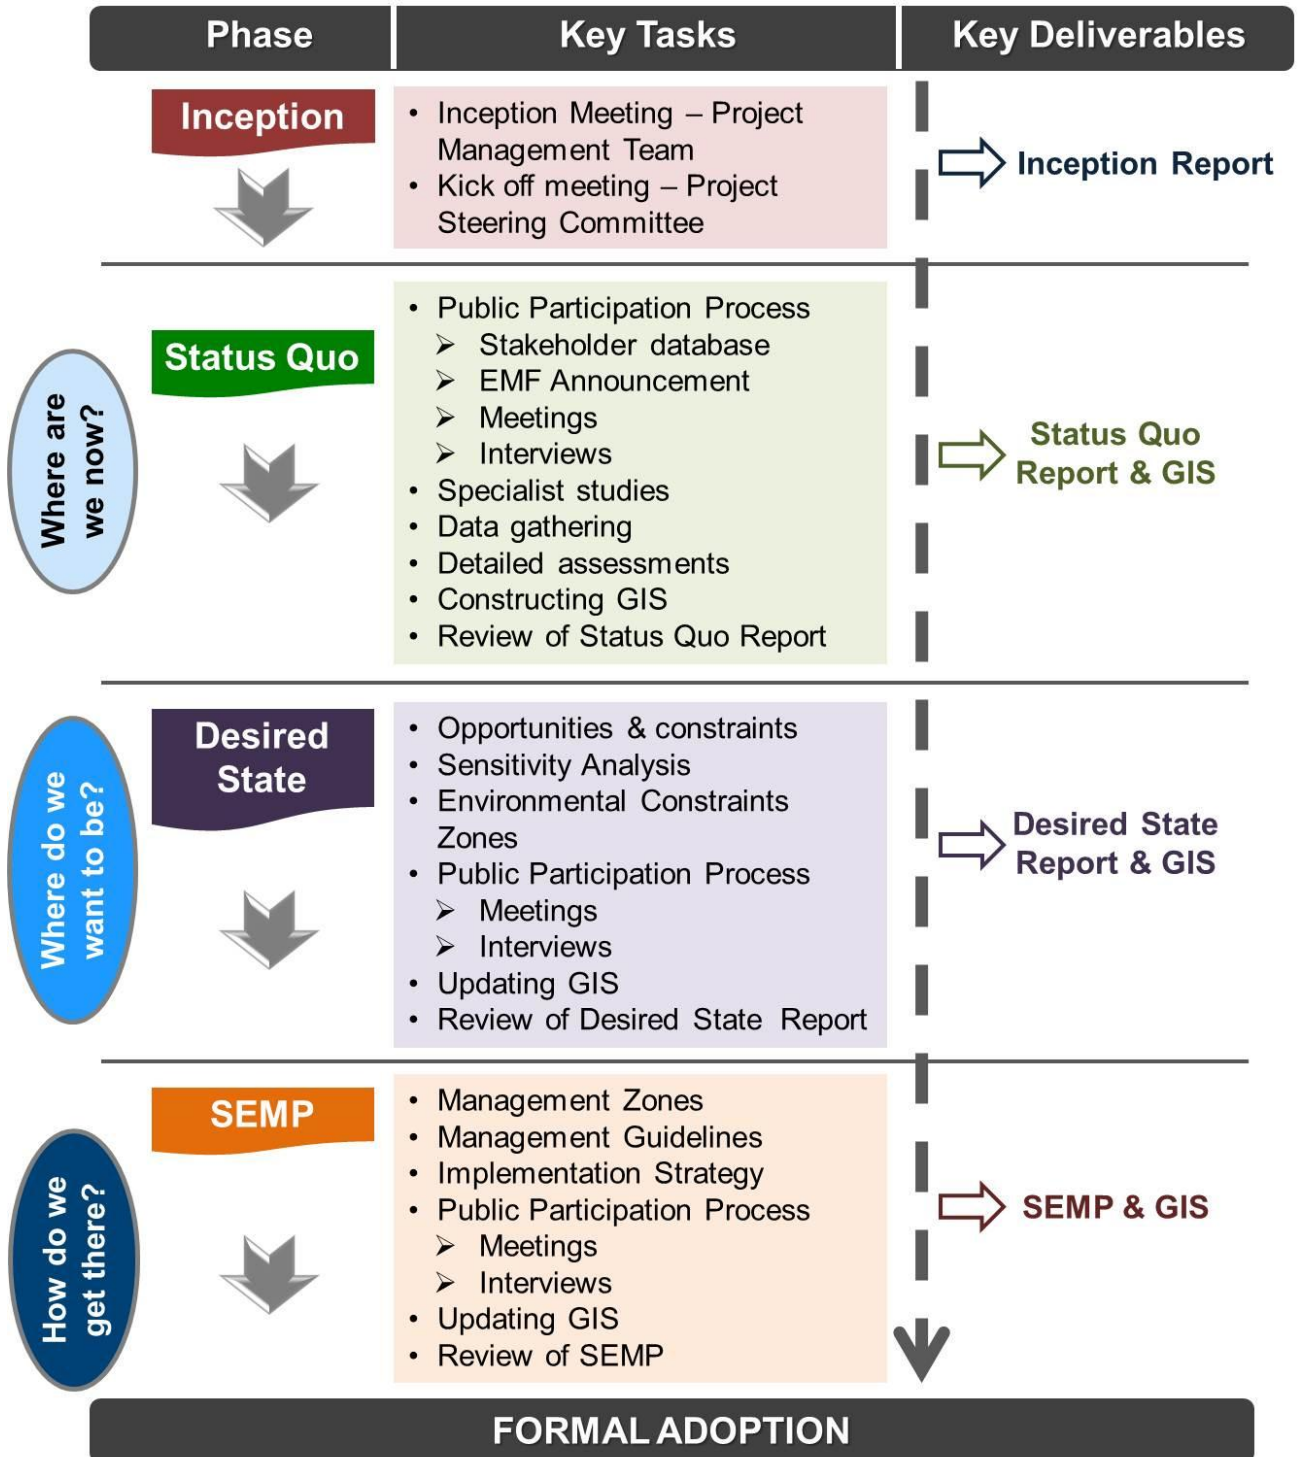 Phase
Key Tasks
Key Deliverables
Inception
• Inception Meeting – Project
Management Team
• Kick off meeting – Project
Steering Committee
Inception Report
Where are
we now?
Status Quo
• Public Participation Process
➢ Stakeholder database
➢ EMF Announcement
➢ Meetings
➢ Interviews
• Specialist studies
• Data gathering
• Detailed assessments
• Constructing GIS
• Review of Status Quo Report
Status Quo
Report & GIS
Where do we
want to be?
Desired
State
• Opportunities & constraints
• Sensitivity Analysis
• Environmental Constraints
Zones
• Public Participation Process
➢ Meetings
➢ Interviews
• Updating GIS
• Review of Desired State Report
Desired State
Report & GIS
How do we
get there?
SEMP
• Management Zones
• Management Guidelines
• Implementation Strategy
• Public Participation Process
➢ Meetings
➢ Interviews
• Updating GIS
• Review of SEMP
SEMP & GIS
FORMAL ADOPTION